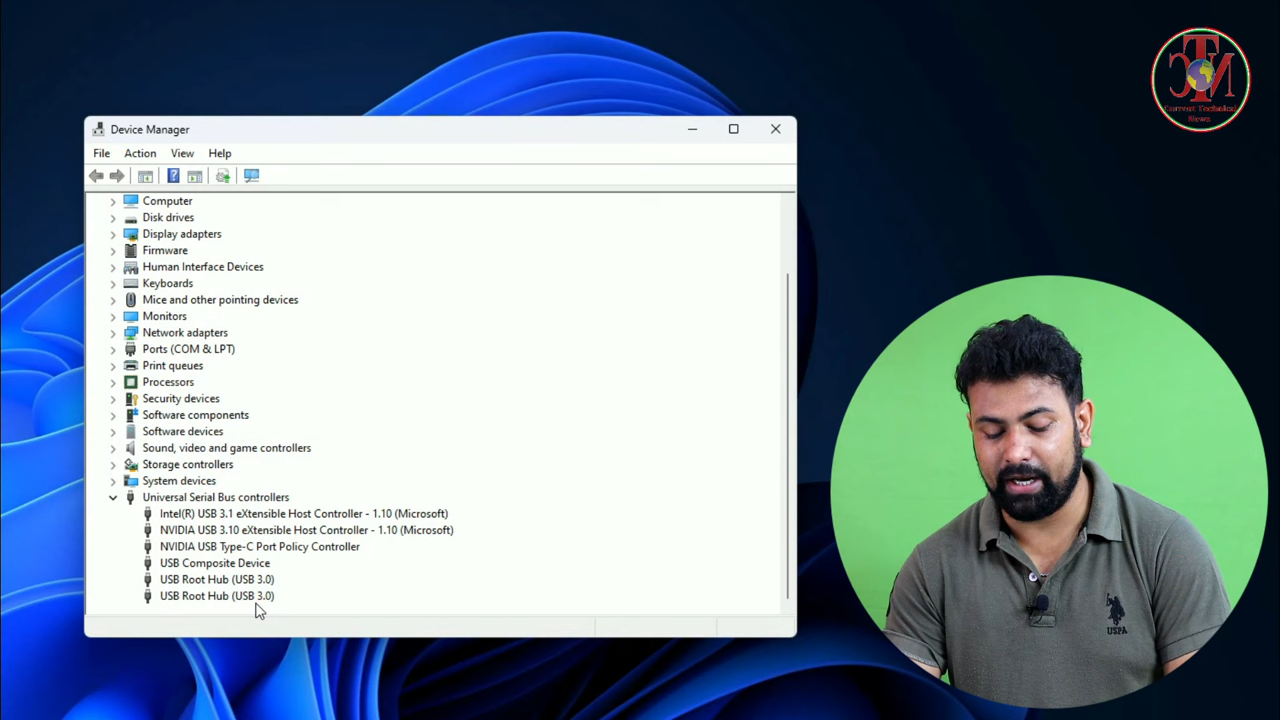 Current Technical
News
Device Manager
File Action View Help
Computer
Disk drives
Display adapters
Firmware
Human Interface Devices
Keyboards
Mice and other pointing devices
Monitors
Network adapters
Ports (COM & LPT)
Print queues
Processors
Security devices
Software components
Software devices
Sound, video and game controllers
Storage controllers
System devices
Universal Serial Bus controllers
Intel(R) USB 3.1 eXtensible Host Controller - 1.10 (Microsoft)
NVIDIA USB 3.10 eXtensible Host Controller - 1.10 (Microsoft)
NVIDIA USB Type-C Port Policy Controller
USB Composite Device
USB Root Hub (USB 3.0)
USB Root Hub (USB 3.0)
USPA